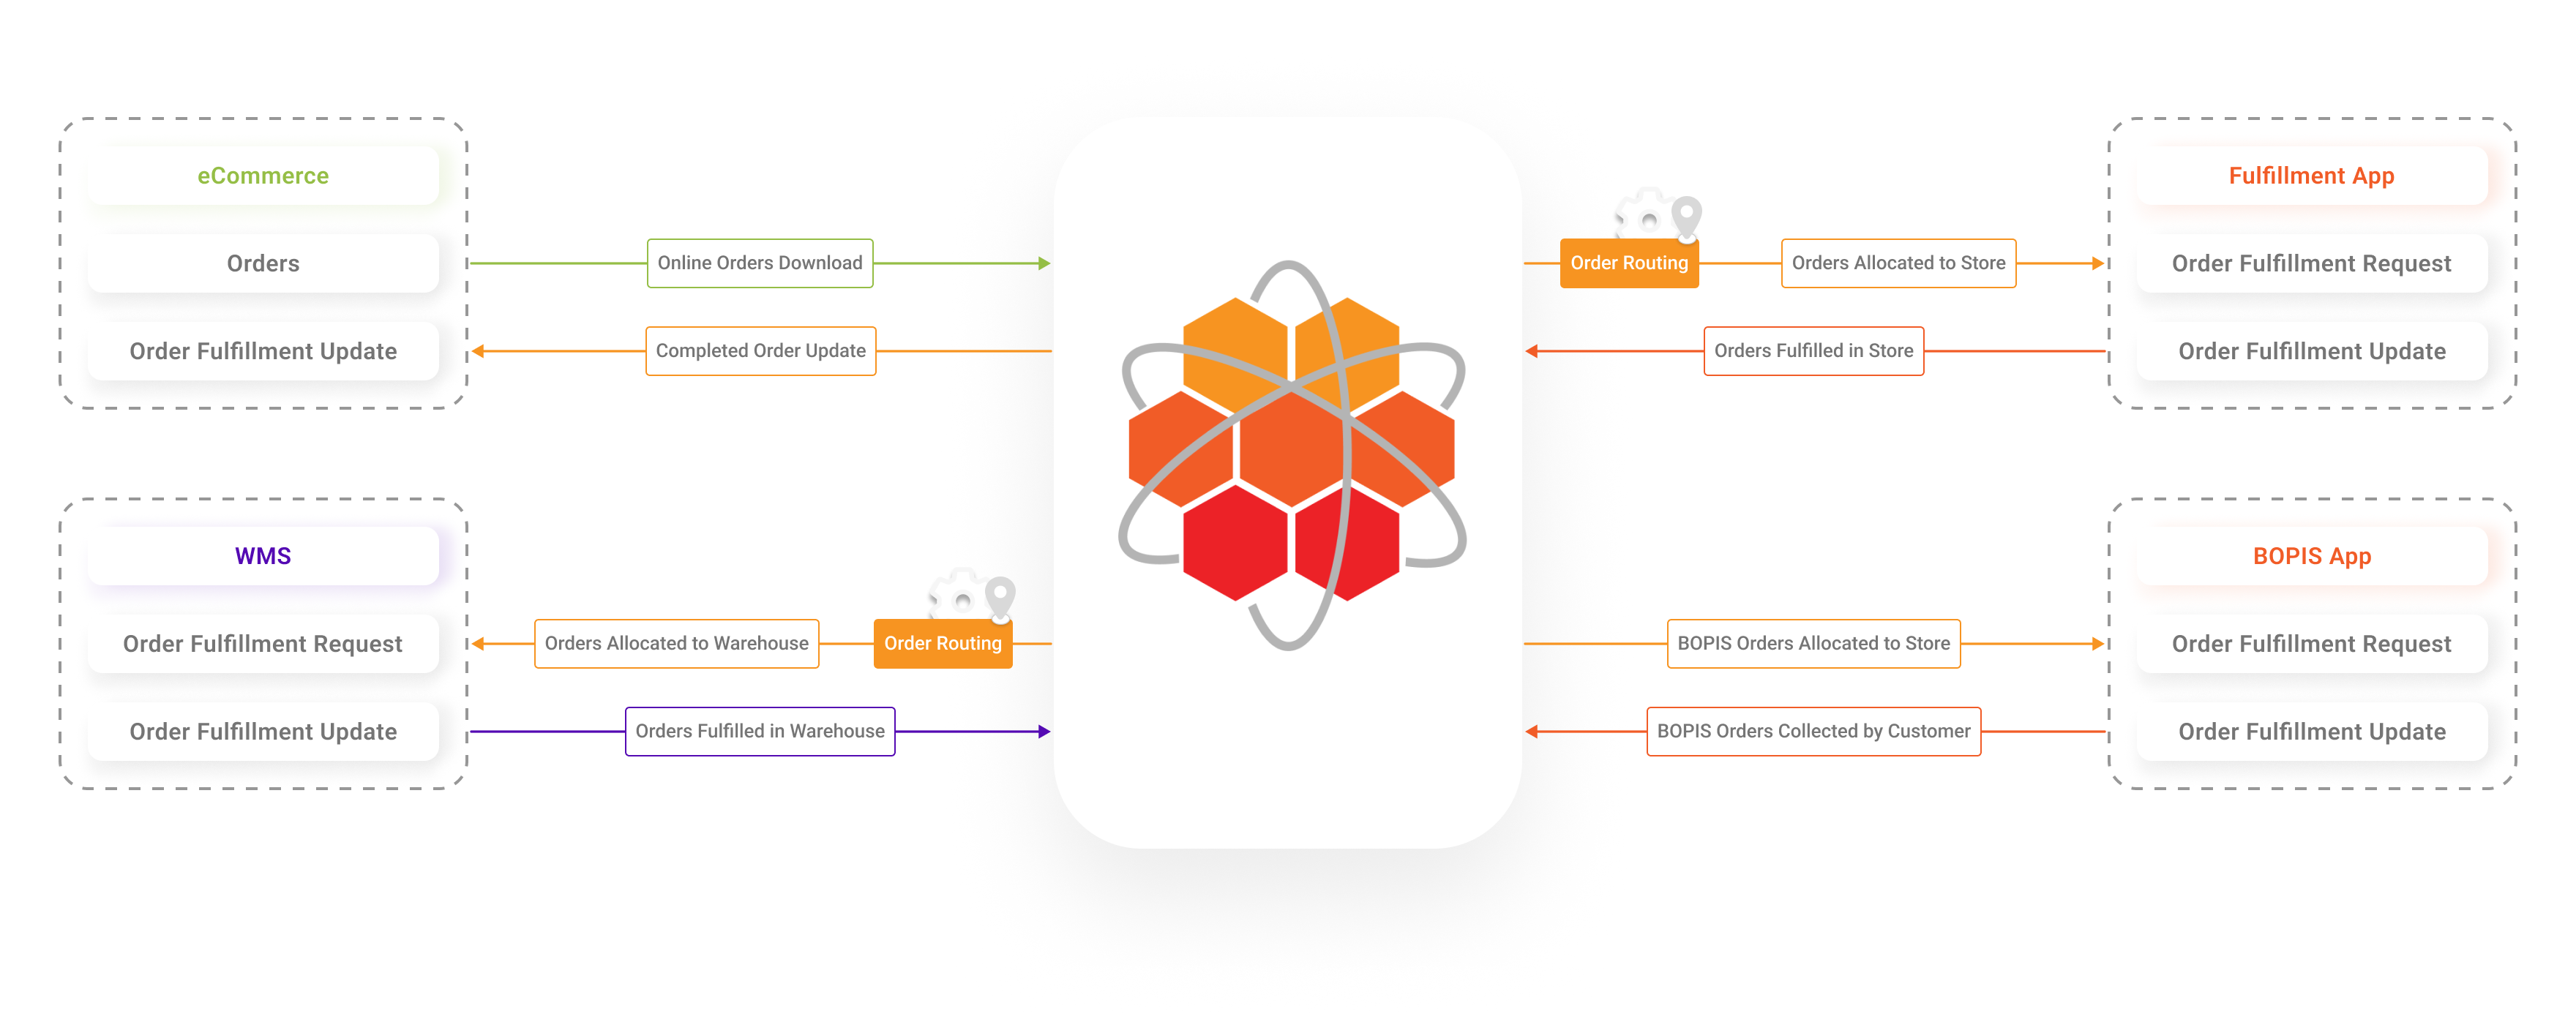 eCommerce
Orders
Order Fulfillment Update
Online Orders Download
Completed Order Update
Order Routing
Orders Allocated to Store
Orders Fulfilled in Store
Fulfillment App
Order Fulfillment Request
Order Fulfillment Update
WMS
Order Fulfillment Request
Order Fulfillment Update
Orders Allocated to Warehouse
Order Routing
Orders Fulfilled in Warehouse
BOPIS Orders Allocated to Store
BOPIS Orders Collected by Customer
BOPIS App
Order Fulfillment Request
Order Fulfillment Update